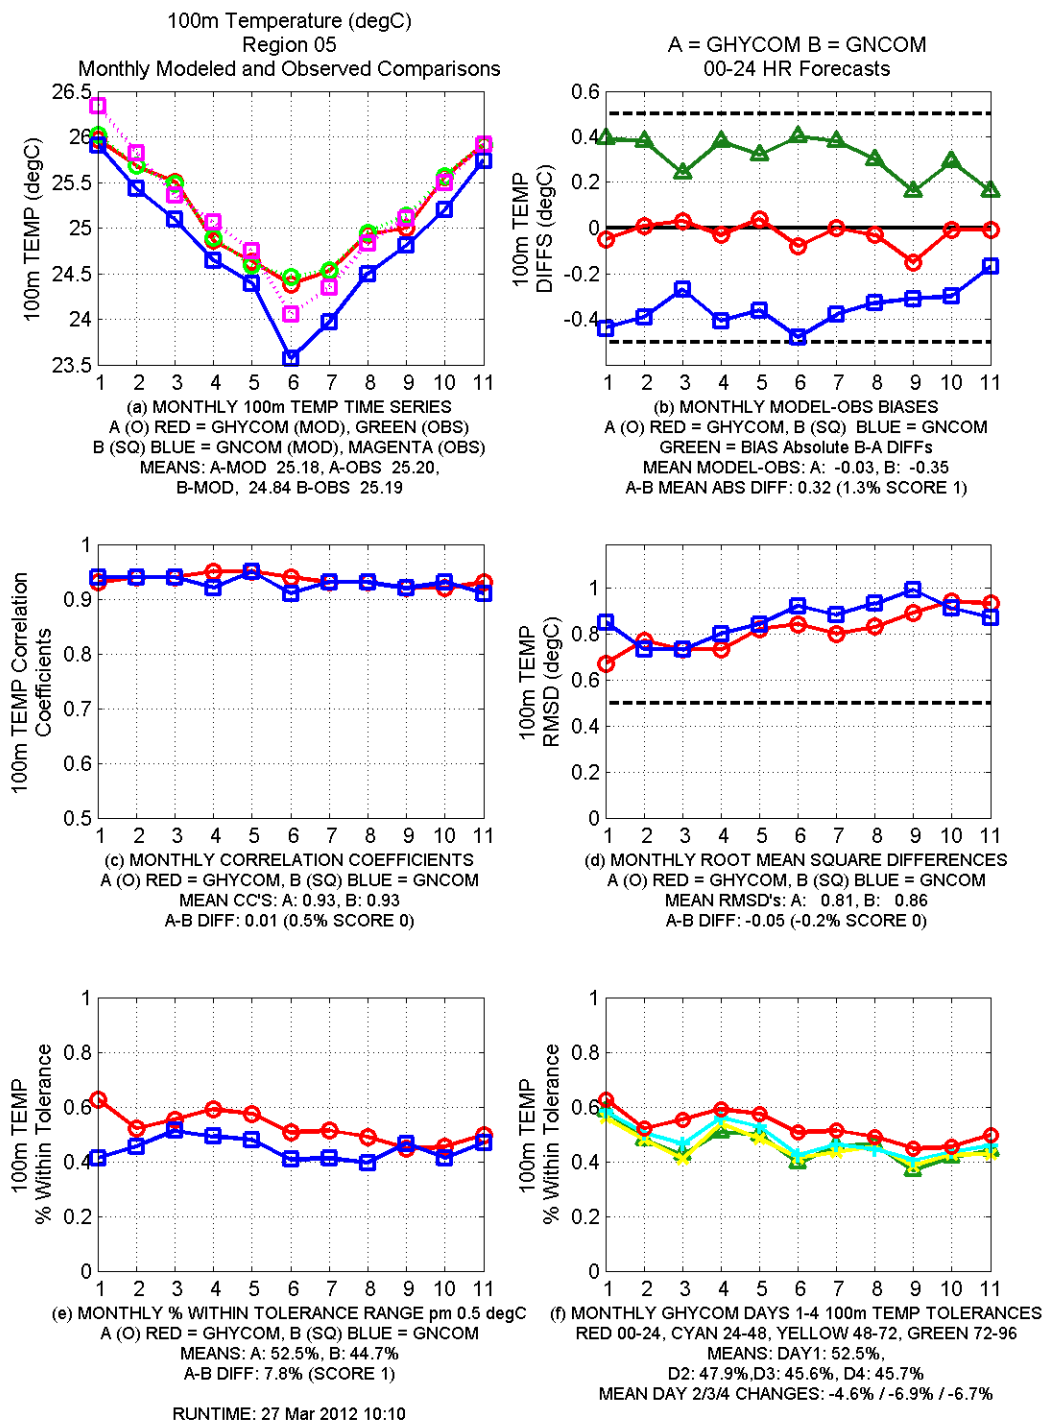 100m Temperature (degC)
Region 05
Monthly Modeled and Observed Comparisons
A = GHYCOM B = GNCOM
00-24 HR Forecasts
100m TEMP (degC)
26.5
26
25.5
25
24.5
24
23.5
1 2 3 4 5 6 7 8 9 10 11
(a) MONTHLY 100m TEMP TIME SERIES
A (O) RED = GHYCOM (MOD), GREEN (OBS)
B (SQ) BLUE = GNCOM (MOD), MAGENTA (OBS)
MEANS: A-MOD 25.18, A-OBS 25.20,
B-MOD, 24.84 B-OBS 25.19
100m TEMP
DIFFS (degC)
0.6
0.4
0.2
0
-0.2
-0.4
1 2 3 4 5 6 7 8 9 10 11
(b) MONTHLY MODEL-OBS BIASES
A (O) RED = GHYCOM, B (SQ) BLUE = GNCOM
GREEN = BIAS Absolute B-A DIFFs
MEAN MODEL-OBS: A: -0.03, B: -0.35
A-B MEAN ABS DIFF: 0.32 (1.3% SCORE 1)
100m TEMP Correlation
Coefficients
1
0.9
0.8
0.7
0.6
0.5
1 2 3 4 5 6 7 8 9 10 11
(c) MONTHLY CORRELATION COEFFICIENTS
A (O) RED = GHYCOM, B (SQ) BLUE = GNCOM
MEAN CC'S: A: 0.93, B: 0.93
A-B DIFF: 0.01 (0.5% SCORE 0)
100m TEMP
RMSD (degC)
1
0.8
0.6
0.4
0.2
0
1 2 3 4 5 6 7 8 9 10 11
(d) MONTHLY ROOT MEAN SQUARE DIFFERENCES
A (O) RED = GHYCOM, B (SQ) BLUE = GNCOM
MEAN RMSD's: A: 0.81, B: 0.86
A-B DIFF: -0.05 (-0.2% SCORE 0)
100m TEMP
% Within Tolerance
1
0.8
0.6
0.4
0.2
0
1 2 3 4 5 6 7 8 9 10 11
(e) MONTHLY % WITHIN TOLERANCE RANGE pm 0.5 degC
A (O) RED = GHYCOM, B (SQ) BLUE = GNCOM
MEANS: A: 52.5%, B: 44.7%
A-B DIFF: 7.8% (SCORE 1)
100m TEMP
% Within Tolerance
1
0.8
0.6
0.4
0.2
0
1 2 3 4 5 6 7 8 9 10 11
(f) MONTHLY GHYCOM DAYS 1-4 100m TEMP TOLERANCES
RED 00-24, CYAN 24-48, YELLOW 48-72, GREEN 72-96
MEANS: DAY1: 52.5%,
D2: 47.9%,D3: 45.6%, D4: 45.7%
MEAN DAY 2/3/4 CHANGES: -4.6% / -6.9% / -6.7%
RUNTIME: 27 Mar 2012 10:10